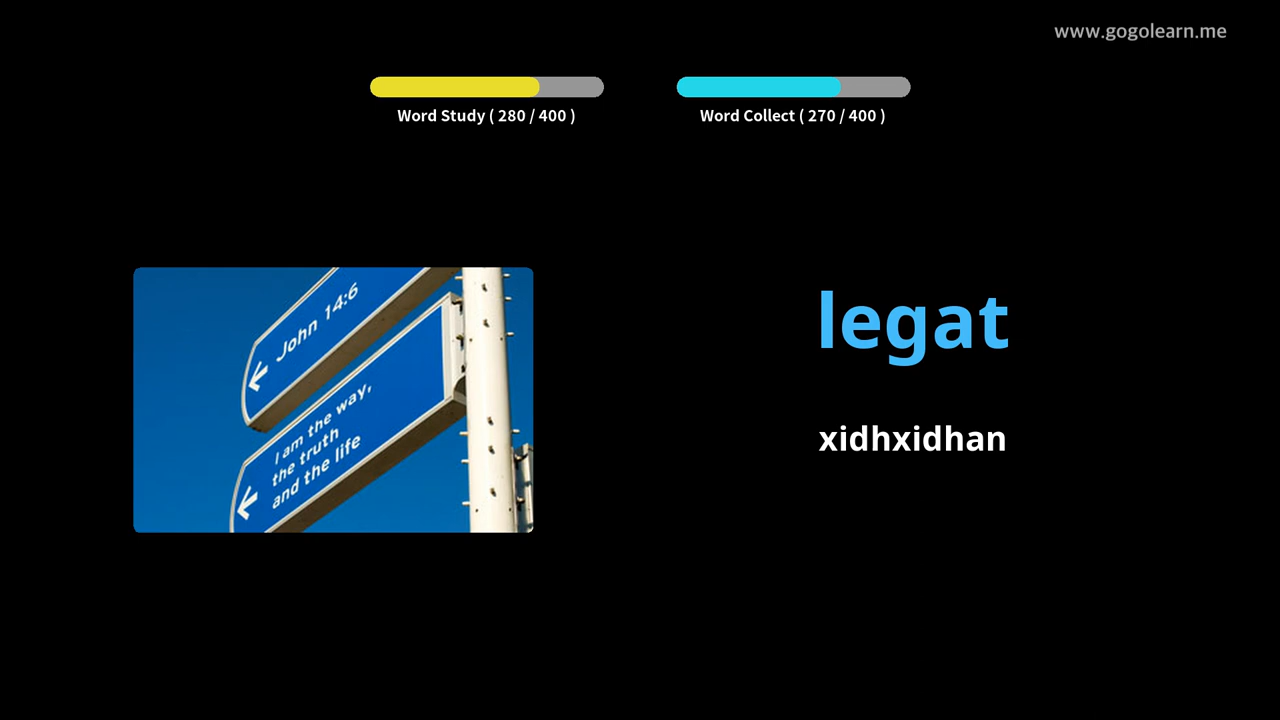 www.gogolearn.me
Word Study ( 280 / 400 )
Word Collect ( 270 / 400 )
John 14:6
I am the way,
the truth
and the life
legat
xidhxidhan